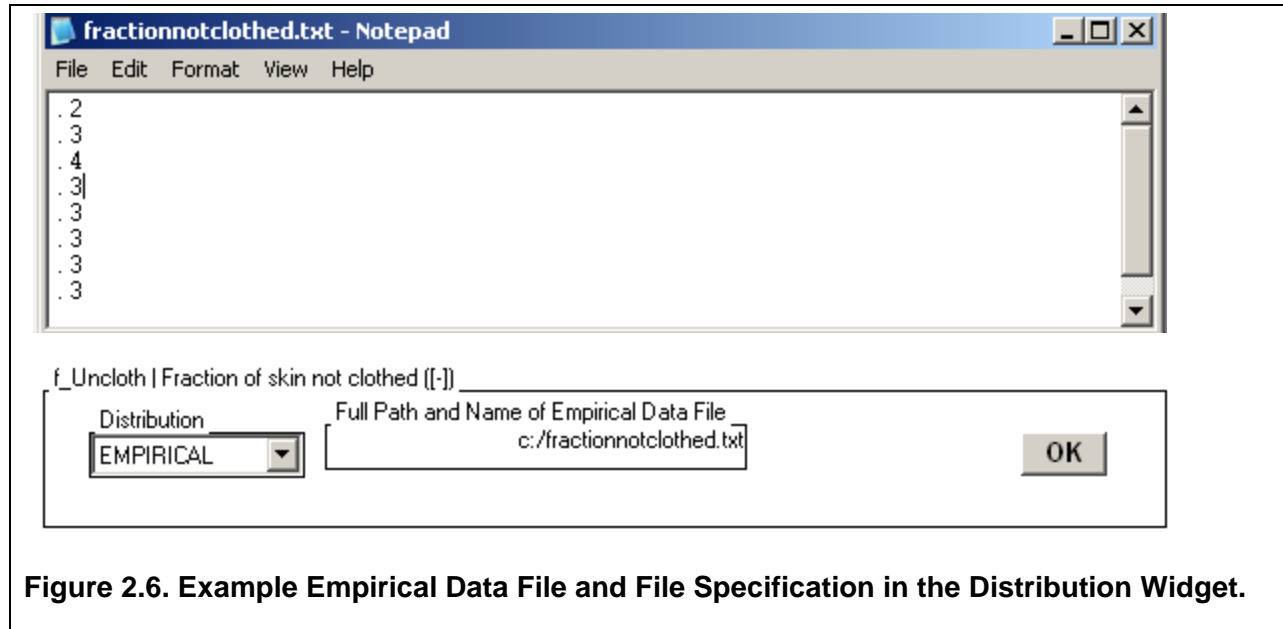 fractionnotclothed.txt - Notepad
File Edit Format View Help
.2
.3
.4
.3
.3
.3
.3
.3
f_Uncloth | Fraction of skin not clothed ([-])
Distribution
EMPIRICAL
Full Path and Name of Empirical Data File
c:/fractionnotclothed.txt
OK
Figure 2.6. Example Empirical Data File and File Specification in the Distribution Widget.